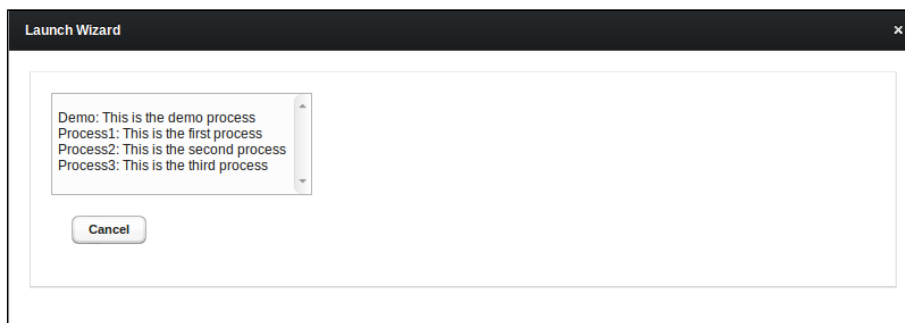 Launch Wizard ×
Demo: This is the demo process
Process1: This is the first process
Process2: This is the second process
Process3: This is the third process
Cancel